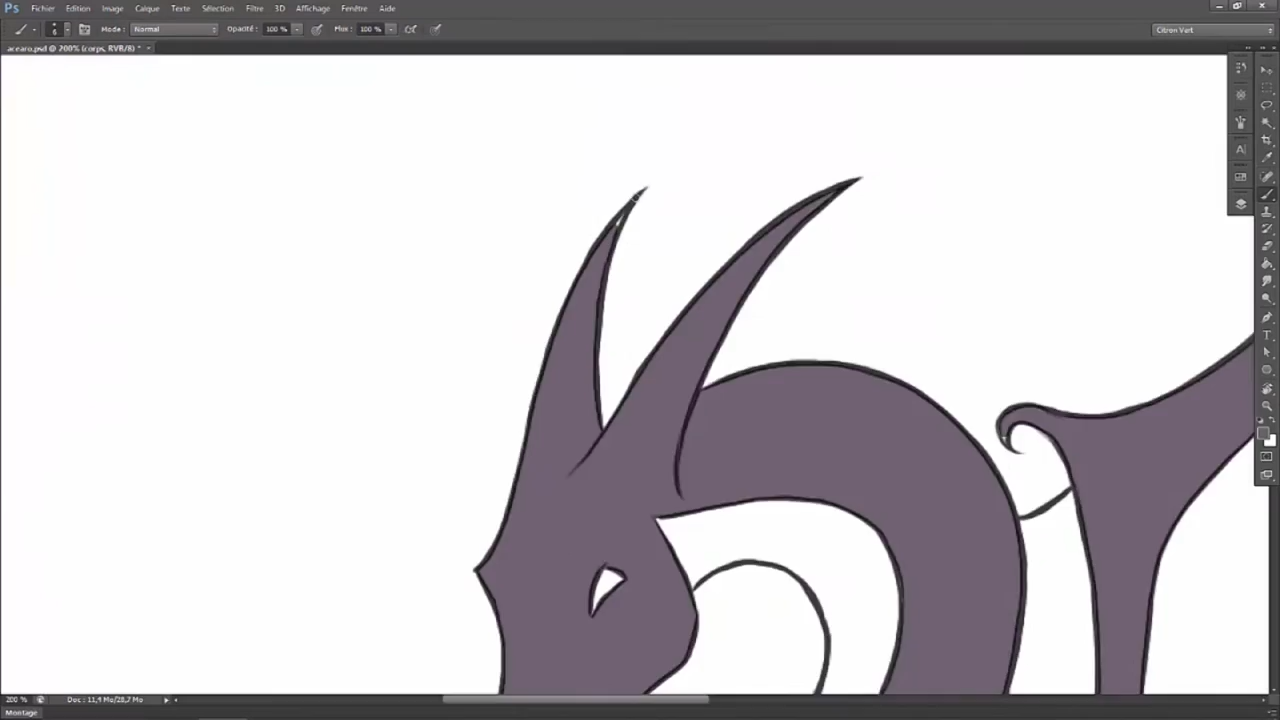 Ps Fichier Edition Image Calque Texte Sélection Filtre 3D Affichage Fenêtre Aide
6 Mode : Normal Opacité : 100 % Flux : 100 % Citron Vert
acearo.psd @ 200% (corps, RVB/8) *
200 % Doc : 11,4 Mo/28,7 Mo
Montage